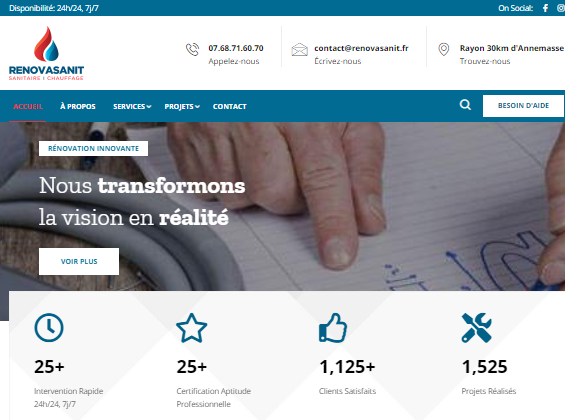 Disponibilité: 24h/24, 7j/7
On Social:
RENOVASANIT
SANITAIRE I CHAUFFAGE
07.68.71.60.70
Appelez-nous
contact@renovasanit.fr
Écrivez-nous
Rayon 30km d'Annemasse
Trouvez-nous
ACCUEIL
À PROPOS
SERVICES
PROJETS
CONTACT
BESOIN D'AIDE
RÉNOVATION INNOVANTE
Nous transformons
la vision en réalité
VOIR PLUS
25+
Intervention Rapide
24h/24, 7j/7
25+
Certification Aptitude
Professionnelle
1,125+
Clients Satisfaits
1,525
Projets Réalisés